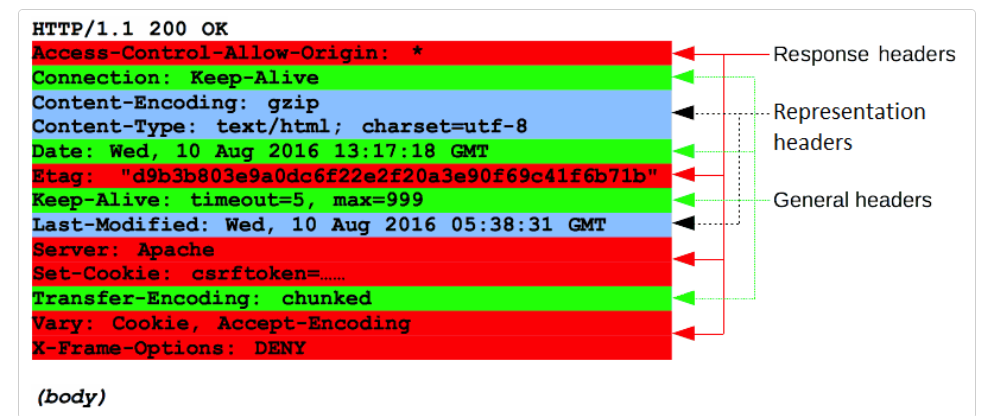 HTTP/1.1 200 OK
Access-Control-Allow-Origin: *
Connection: Keep-Alive
Content-Encoding: gzip
Content-Type: text/html; charset=utf-8
Date: Wed, 10 Aug 2016 13:17:18 GMT
Etag: "d9b3b803e9a0dc6f22e2f20a3e90f69c41f6b71b"
Keep-Alive: timeout=5, max=999
Last-Modified: Wed, 10 Aug 2016 05:38:31 GMT
Server: Apache
Set-Cookie: csrftoken=……
Transfer-Encoding: chunked
Vary: Cookie, Accept-Encoding
X-Frame-Options: DENY
(body)
Response headers
Representation
headers
General headers